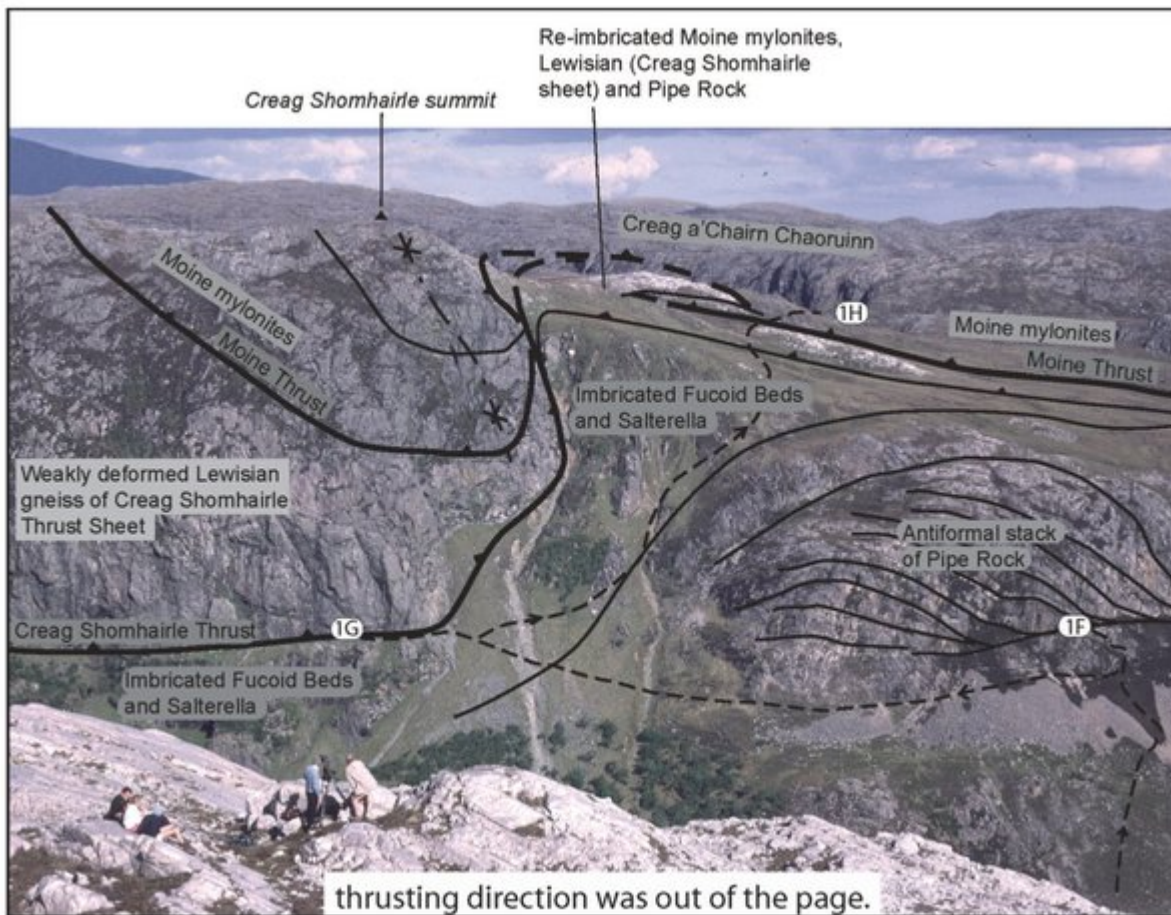 Re-imbricated Moine mylonites,
Lewisian (Creag Shomhairle
sheet) and Pipe Rock
Creag Shomhairle summit
Creag a'Chairn Chaoruinn
1H
Moine mylonites
Moine Thrust
Moine mylonites
Moine Thrust
Imbricated Fucoid Beds
and Salterella
Weakly deformed Lewisian
gneiss of Creag Shomhairle
Thrust Sheet
Antiformal stack
of Pipe Rock
Creag Shomhairle Thrust
1G
1F
Imbricated Fucoid Beds
and Salterella
thrusting direction was out of the page.